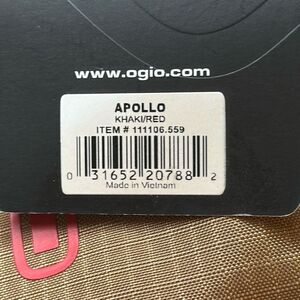 www.ogio.com
APOLLO
KHAKI/RED
ITEM # 111106.559
0 31652 20788 2
Made in Vietnam